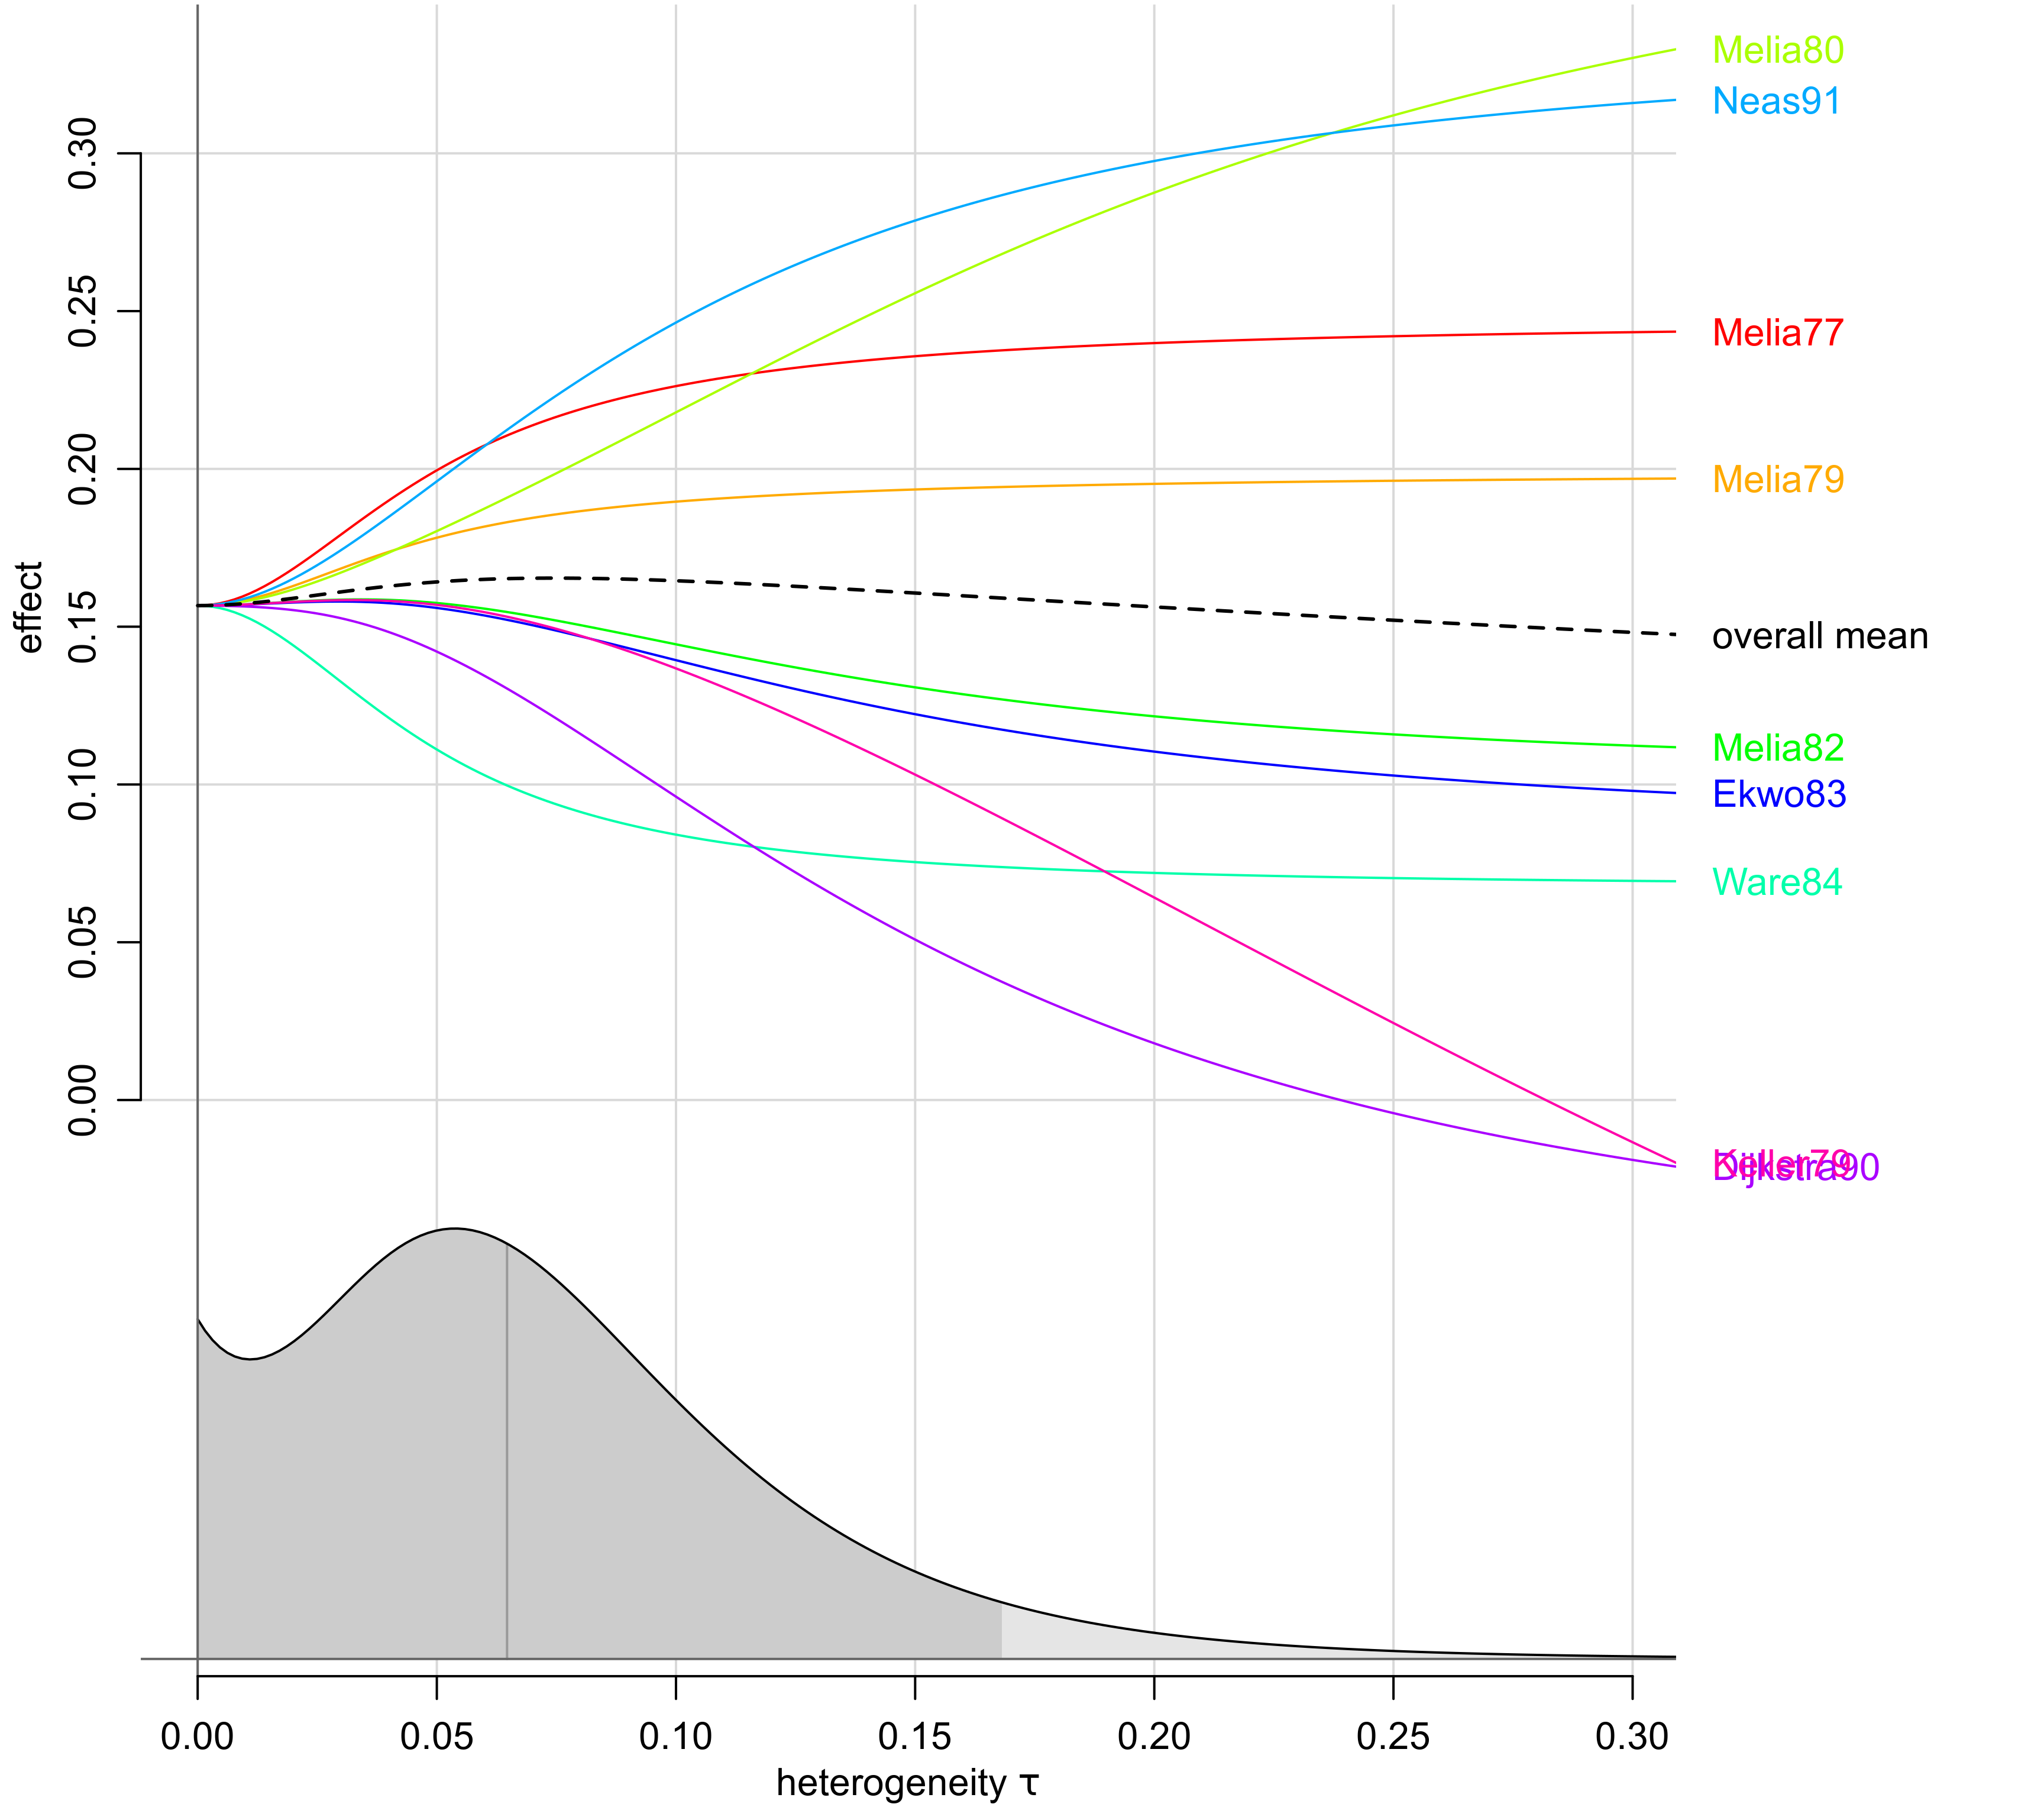 Melia80
Neas91
Melia77
Melia79
overall mean
Melia82
Ekwo83
Ware84
Keller79
Dijkstra90
effect
0.30
0.25
0.20
0.15
0.10
0.05
0.00
0.00 0.05 0.10 0.15 0.20 0.25 0.30
heterogeneity τ